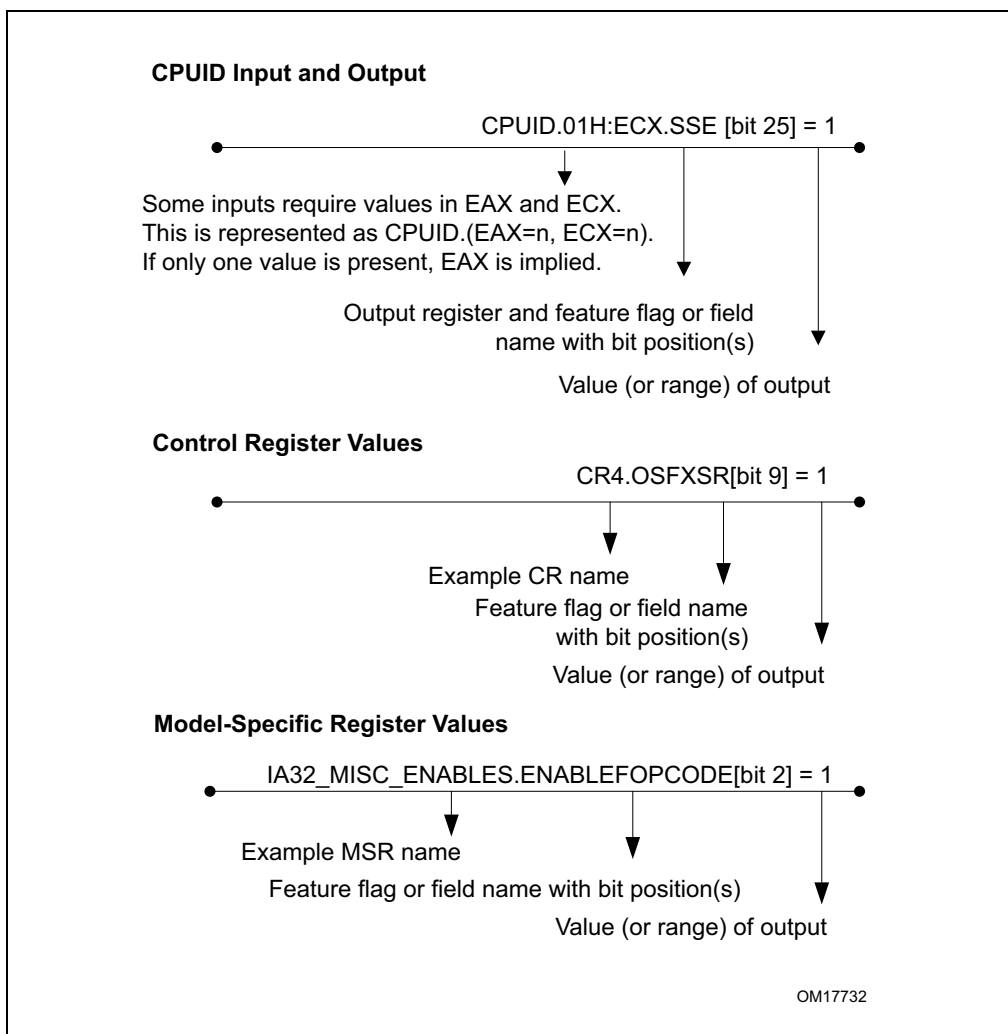 CPUID Input and Output
CPUID.01H:ECX.SSE [bit 25] = 1
Some inputs require values in EAX and ECX.
This is represented as CPUID.(EAX=n, ECX=n).
If only one value is present, EAX is implied.
Output register and feature flag or field
name with bit position(s)
Value (or range) of output
Control Register Values
CR4.OSFXSR[bit 9] = 1
Example CR name
Feature flag or field name
with bit position(s)
Value (or range) of output
Model-Specific Register Values
IA32_MISC_ENABLES.ENABLEFOPCODE[bit 2] = 1
Example MSR name
Feature flag or field name with bit position(s)
Value (or range) of output
OM17732